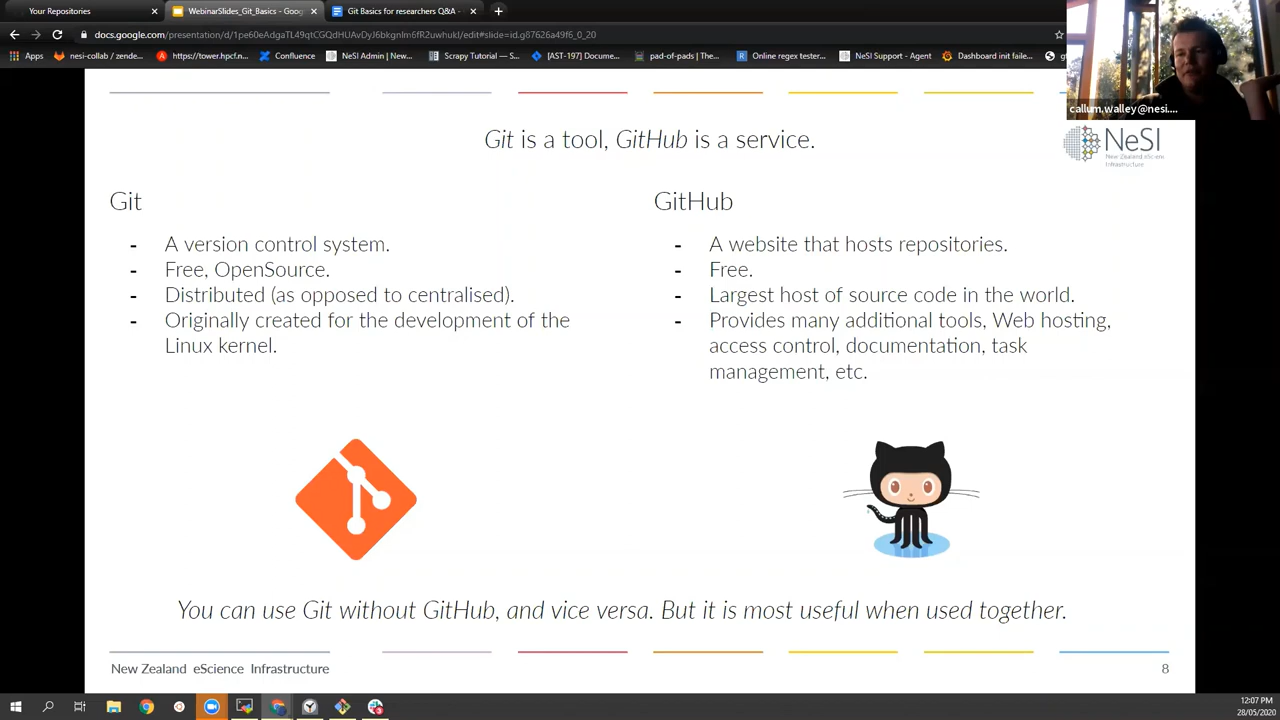 Your Repositories
WebinarSlides_Git_Basics - Goog
Git Basics for researchers Q&A -
docs.google.com/presentation/d/1pe60eAdgaTL49qtCGQdHUAvDyJ6bkgnIm6fR2uwhukI/edit#slide=id.g87626a49f6_0_20
Apps
nesi-collab / zende...
https://tower.hpcf.n...
Confluence
NeSI Admin | New...
Scrapy Tutorial — S...
[AST-197] Docume...
pad-of-pads | The...
Online regex tester...
NeSI Support - Agent
Dashboard init faile...
callum.walley@nesi....
Git is a tool, GitHub is a service.
NeSI
New Zealand eScience
Infrastructure
Git
- A version control system.
- Free, OpenSource.
- Distributed (as opposed to centralised).
- Originally created for the development of the
Linux kernel.
GitHub
- A website that hosts repositories.
- Free.
- Largest host of source code in the world.
- Provides many additional tools, Web hosting,
access control, documentation, task
management, etc.
You can use Git without GitHub, and vice versa. But it is most useful when used together.
New Zealand eScience Infrastructure
8
12:07 PM
28/05/2020